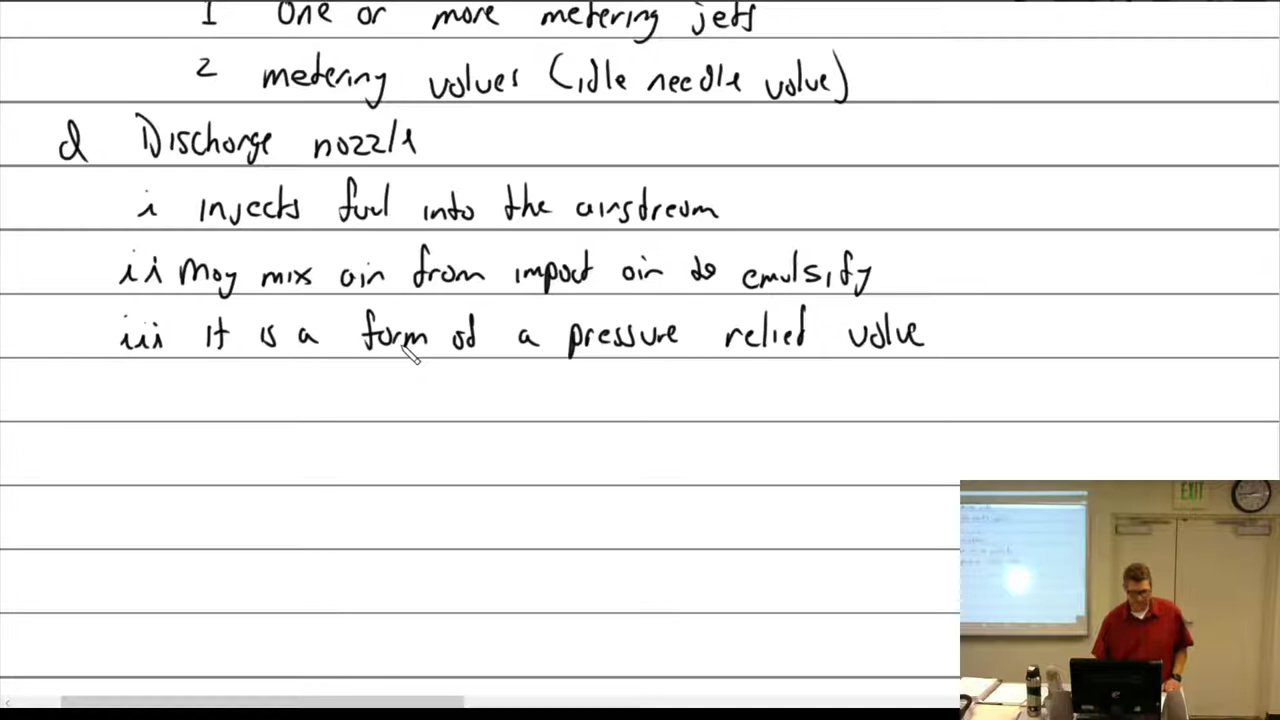 1 One or more metering jets
2 metering valves (idle needle valve)
d Discharge nozzle
i injects fuel into the airstream
ii May mix air from impact air to emulsify
iii It is a form of a pressure relief valve
EXIT